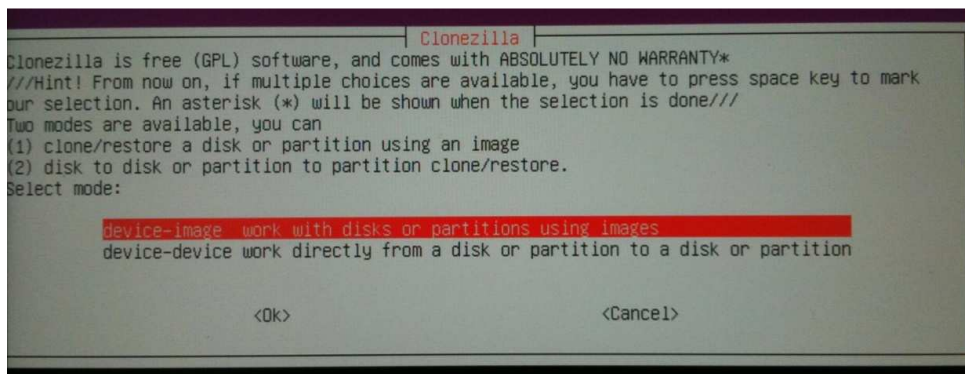 Clonezilla
Clonezilla is free (GPL) software, and comes with ABSOLUTELY NO WARRANTY*
///Hint! From now on, if multiple choices are available, you have to press space key to mark
our selection. An asterisk (*) will be shown when the selection is done///
Two modes are available, you can
(1) clone/restore a disk or partition using an image
(2) disk to disk or partition to partition clone/restore.
Select mode:
device-image work with disks or partitions using images
device-device work directly from a disk or partition to a disk or partition
<Ok> <Cancel>